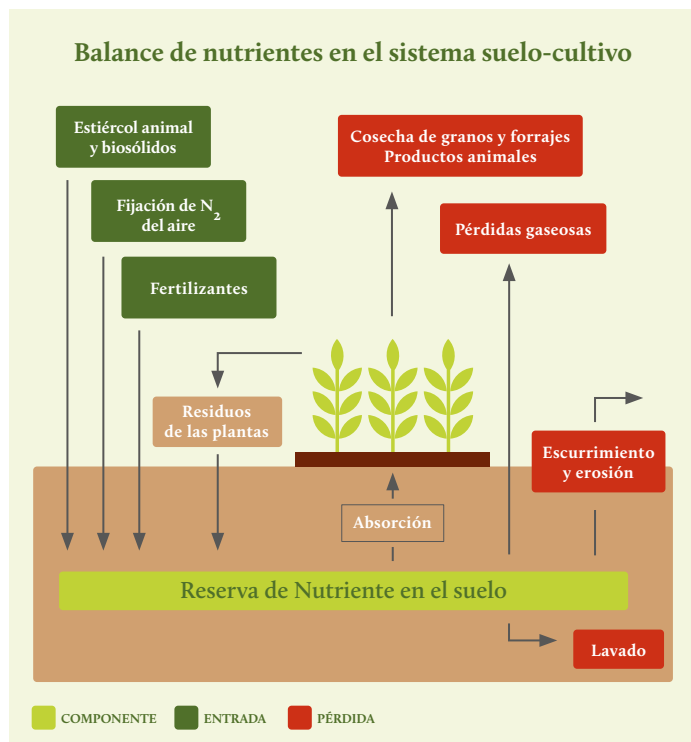 Balance de nutrientes en el sistema suelo-cultivo
Estiércol animal
y biosólidos
Fijación de N2
del aire
Fertilizantes
Cosecha de granos y forrajes
Productos animales
Pérdidas gaseosas
Residuos
de las plantas
Escurrimiento
y erosión
Absorción
Reserva de Nutriente en el suelo
Lavado
COMPONENTE
ENTRADA
PÉRDIDA